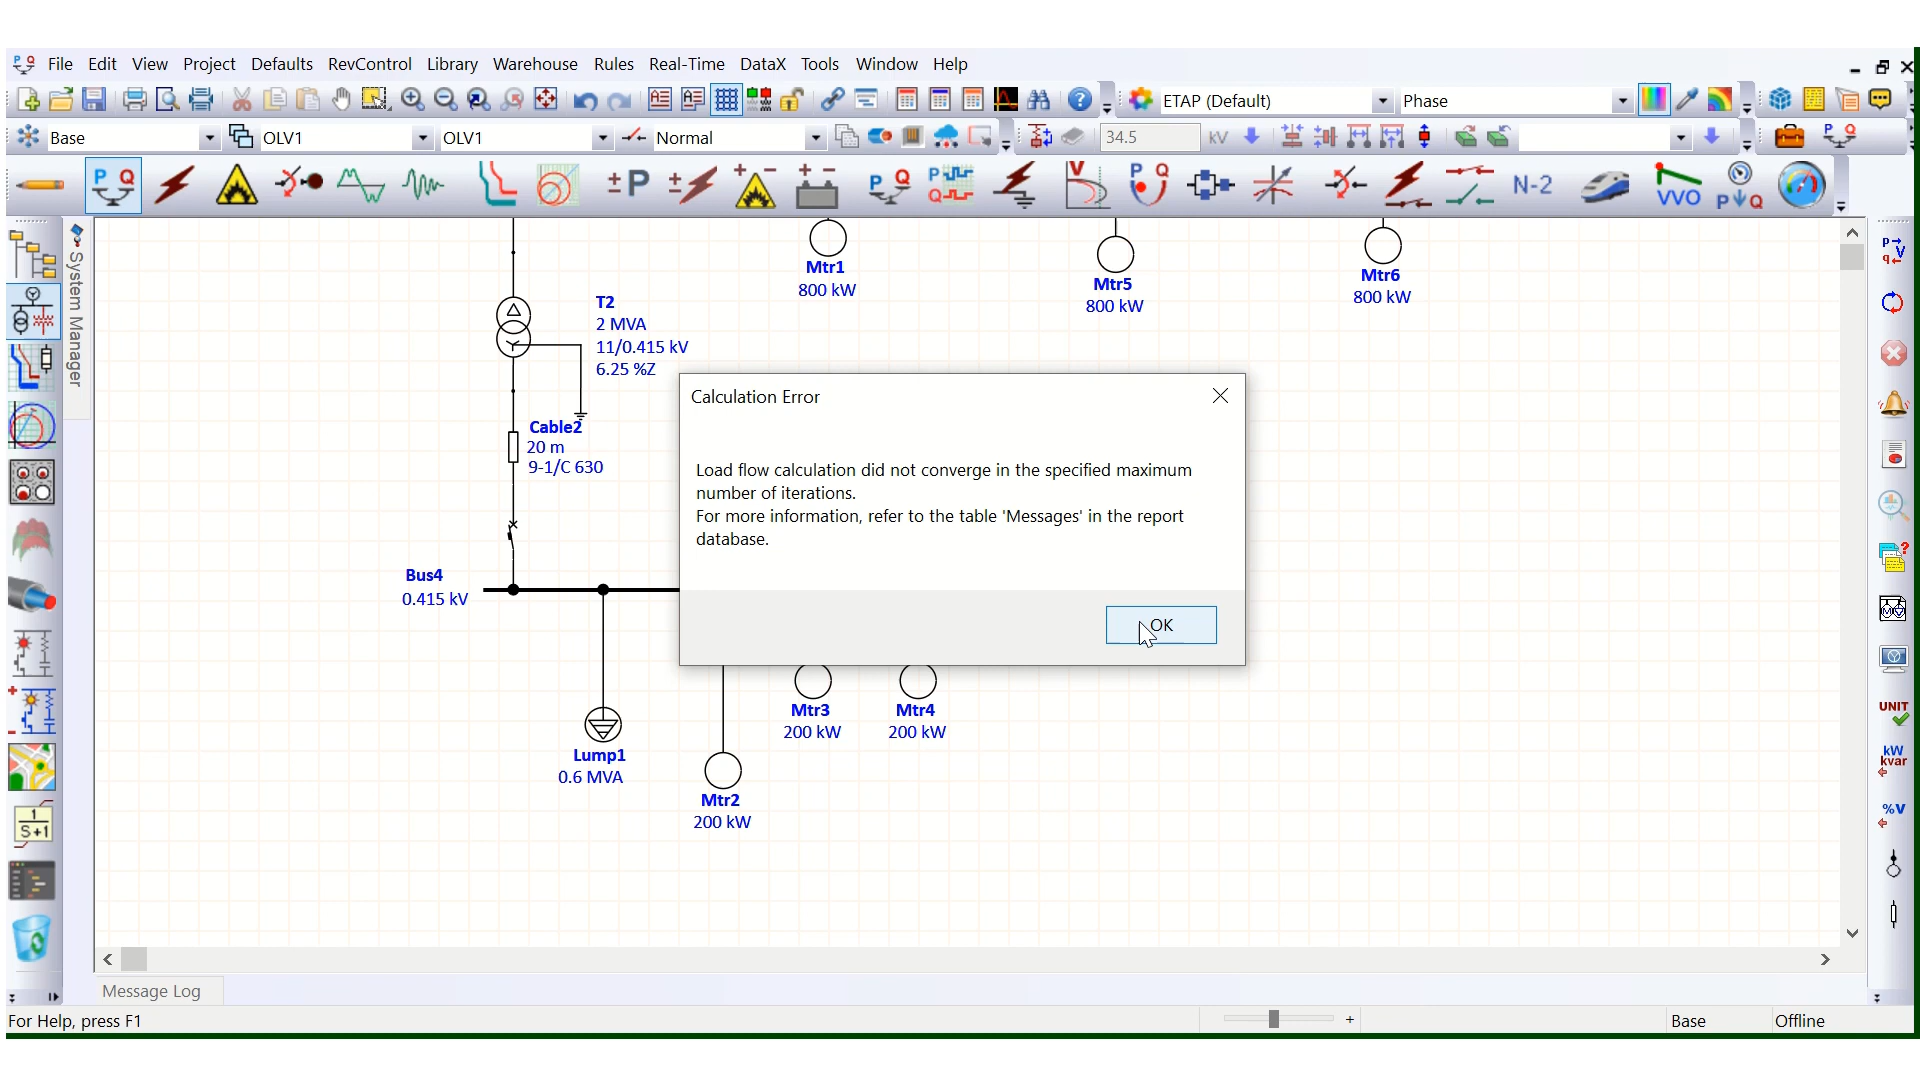 File Edit View Project Defaults RevControl Library Warehouse Rules Real-Time DataX Tools Window Help
ETAP (Default) Phase
Base OLV1 OLV1 Normal 34.5 kV
P Q ±P P Q P Q V P Q N-2 VVO P Q
System Manager
Mtr1
800 kW
Mtr5
800 kW
Mtr6
800 kW
T2
2 MVA
11/0.415 kV
6.25 %Z
Cable2
20 m
9-1/C 630
Bus4
0.415 kV
Calculation Error
Load flow calculation did not converge in the specified maximum
number of iterations.
For more information, refer to the table 'Messages' in the report
database.
OK
Lump1
0.6 MVA
Mtr2
200 kW
Mtr3
200 kW
Mtr4
200 kW
1
S+1
UNIT
kW
kvar
%V
Message Log
For Help, press F1
Base Offline